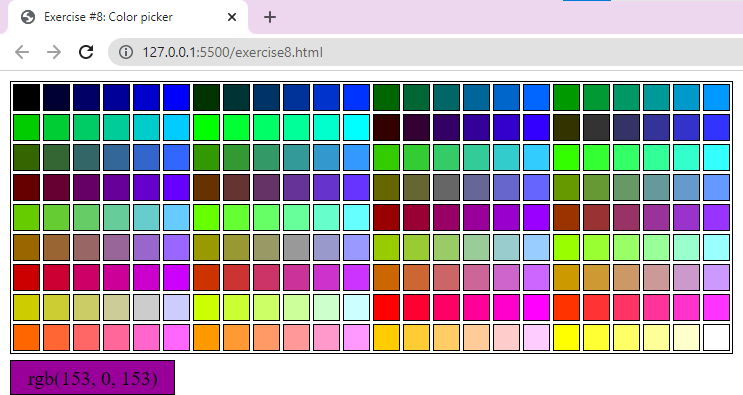 Exercise #8: Color picker
127.0.0.1:5500/exercise8.html
rgb(153, 0, 153)